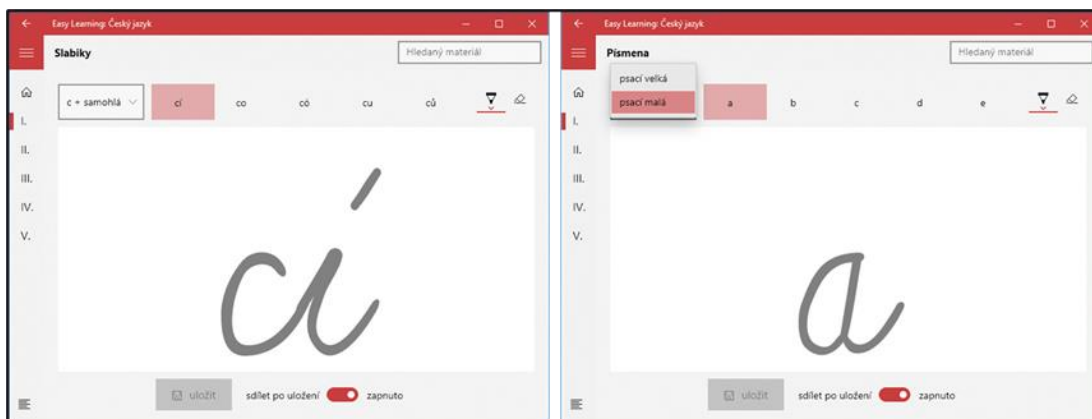 Easy Learning: Český jazyk
Slabiky
Hledaný materiál
c + samohlá
cí co có cu ců
I.
II.
III.
IV.
V.
cí
uložit sdílet po uložení zapnuto
Easy Learning: Český jazyk
Písmena
Hledaný materiál
psací velká
psací malá
a b c d e
I.
II.
III.
IV.
V.
a
uložit sdílet po uložení zapnuto